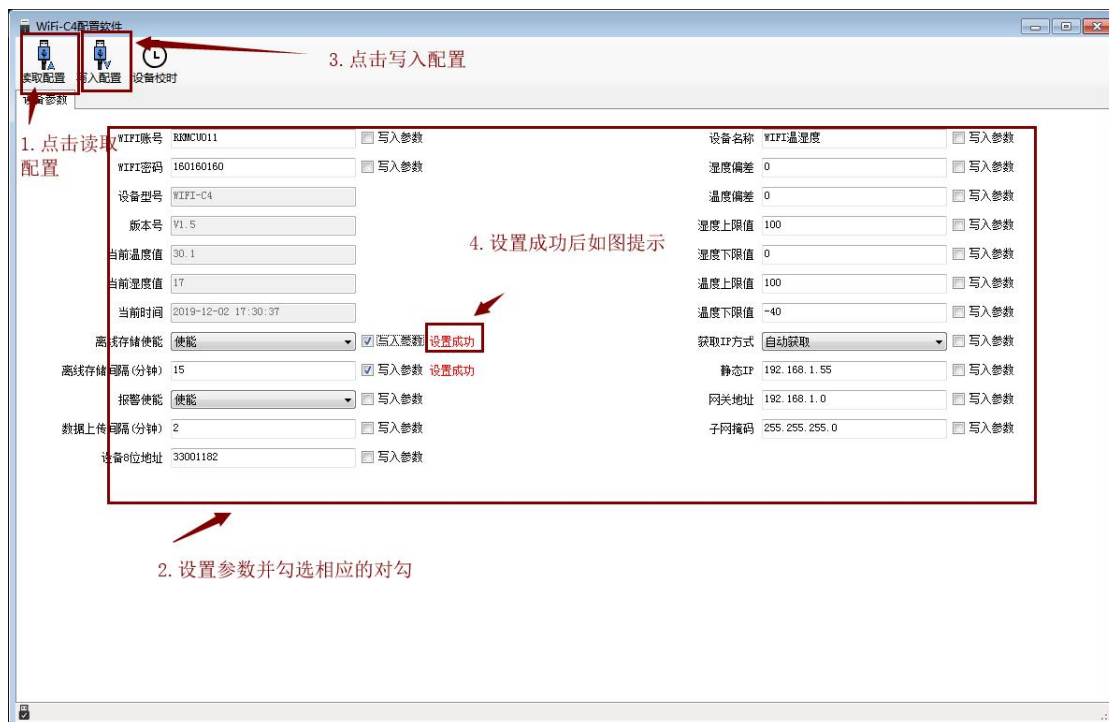 WiFi-C4配置软件
读取配置 写入配置 设备校时
3.点击写入配置
设备参数
1.点击读取
配置
WIFI账号 RKMCU011 写入参数 设备名称 WIFI温湿度 写入参数
WIFI密码 160160160 写入参数 湿度偏差 0 写入参数
设备型号 WIFI-C4 温度偏差 0 写入参数
版本号 V1.5 湿度上限值 100 写入参数
4.设置成功后如图提示
当前温度值 30.1 湿度下限值 0 写入参数
当前湿度值 17 温度上限值 100 写入参数
当前时间 2019-12-02 17:30:37 温度下限值 -40 写入参数
离线存储使能 使能 写入参数 设置成功 获取IP方式 自动获取 写入参数
离线存储间隔(分钟) 15 写入参数 设置成功 静态IP 192.168.1.55 写入参数
报警使能 使能 写入参数 网关地址 192.168.1.0 写入参数
数据上传间隔(分钟) 2 写入参数 子网掩码 255.255.255.0 写入参数
设备8位地址 33001182 写入参数
2.设置参数并勾选相应的对勾